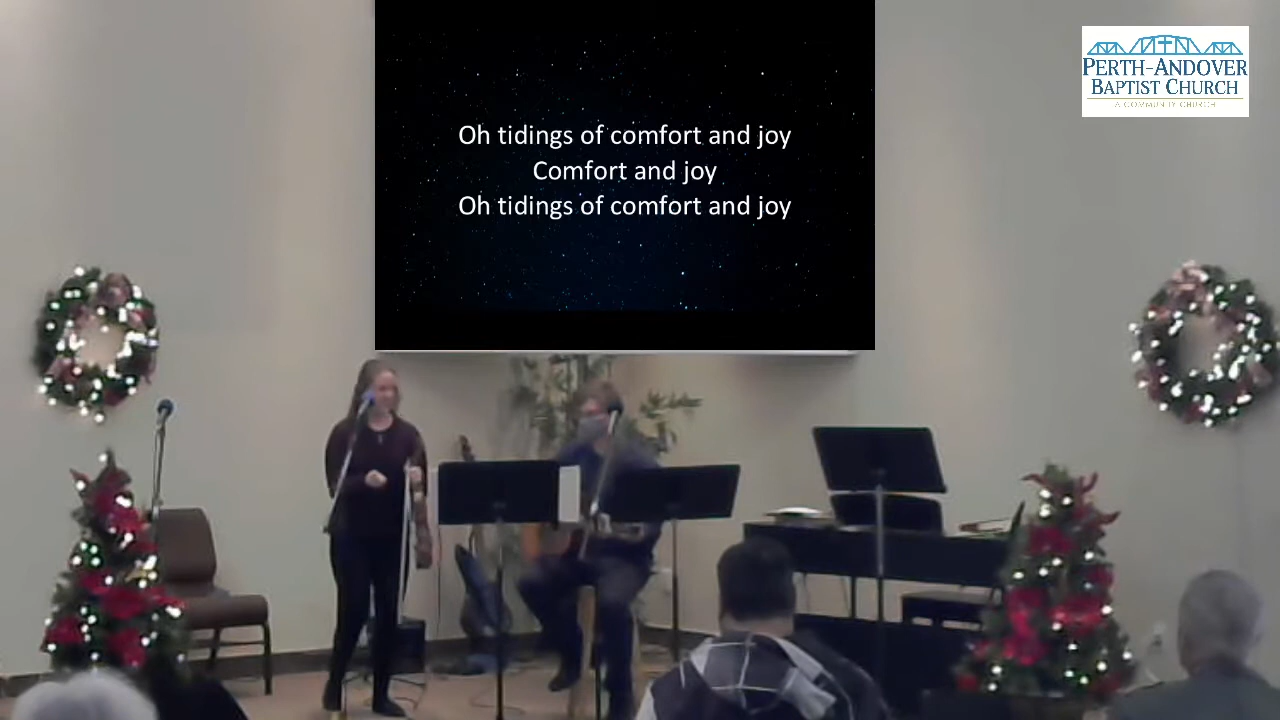 Oh tidings of comfort and joy
Comfort and joy
Oh tidings of comfort and joy
PERTH-ANDOVER
BAPTIST CHURCH
A COMMUNITY CHURCH